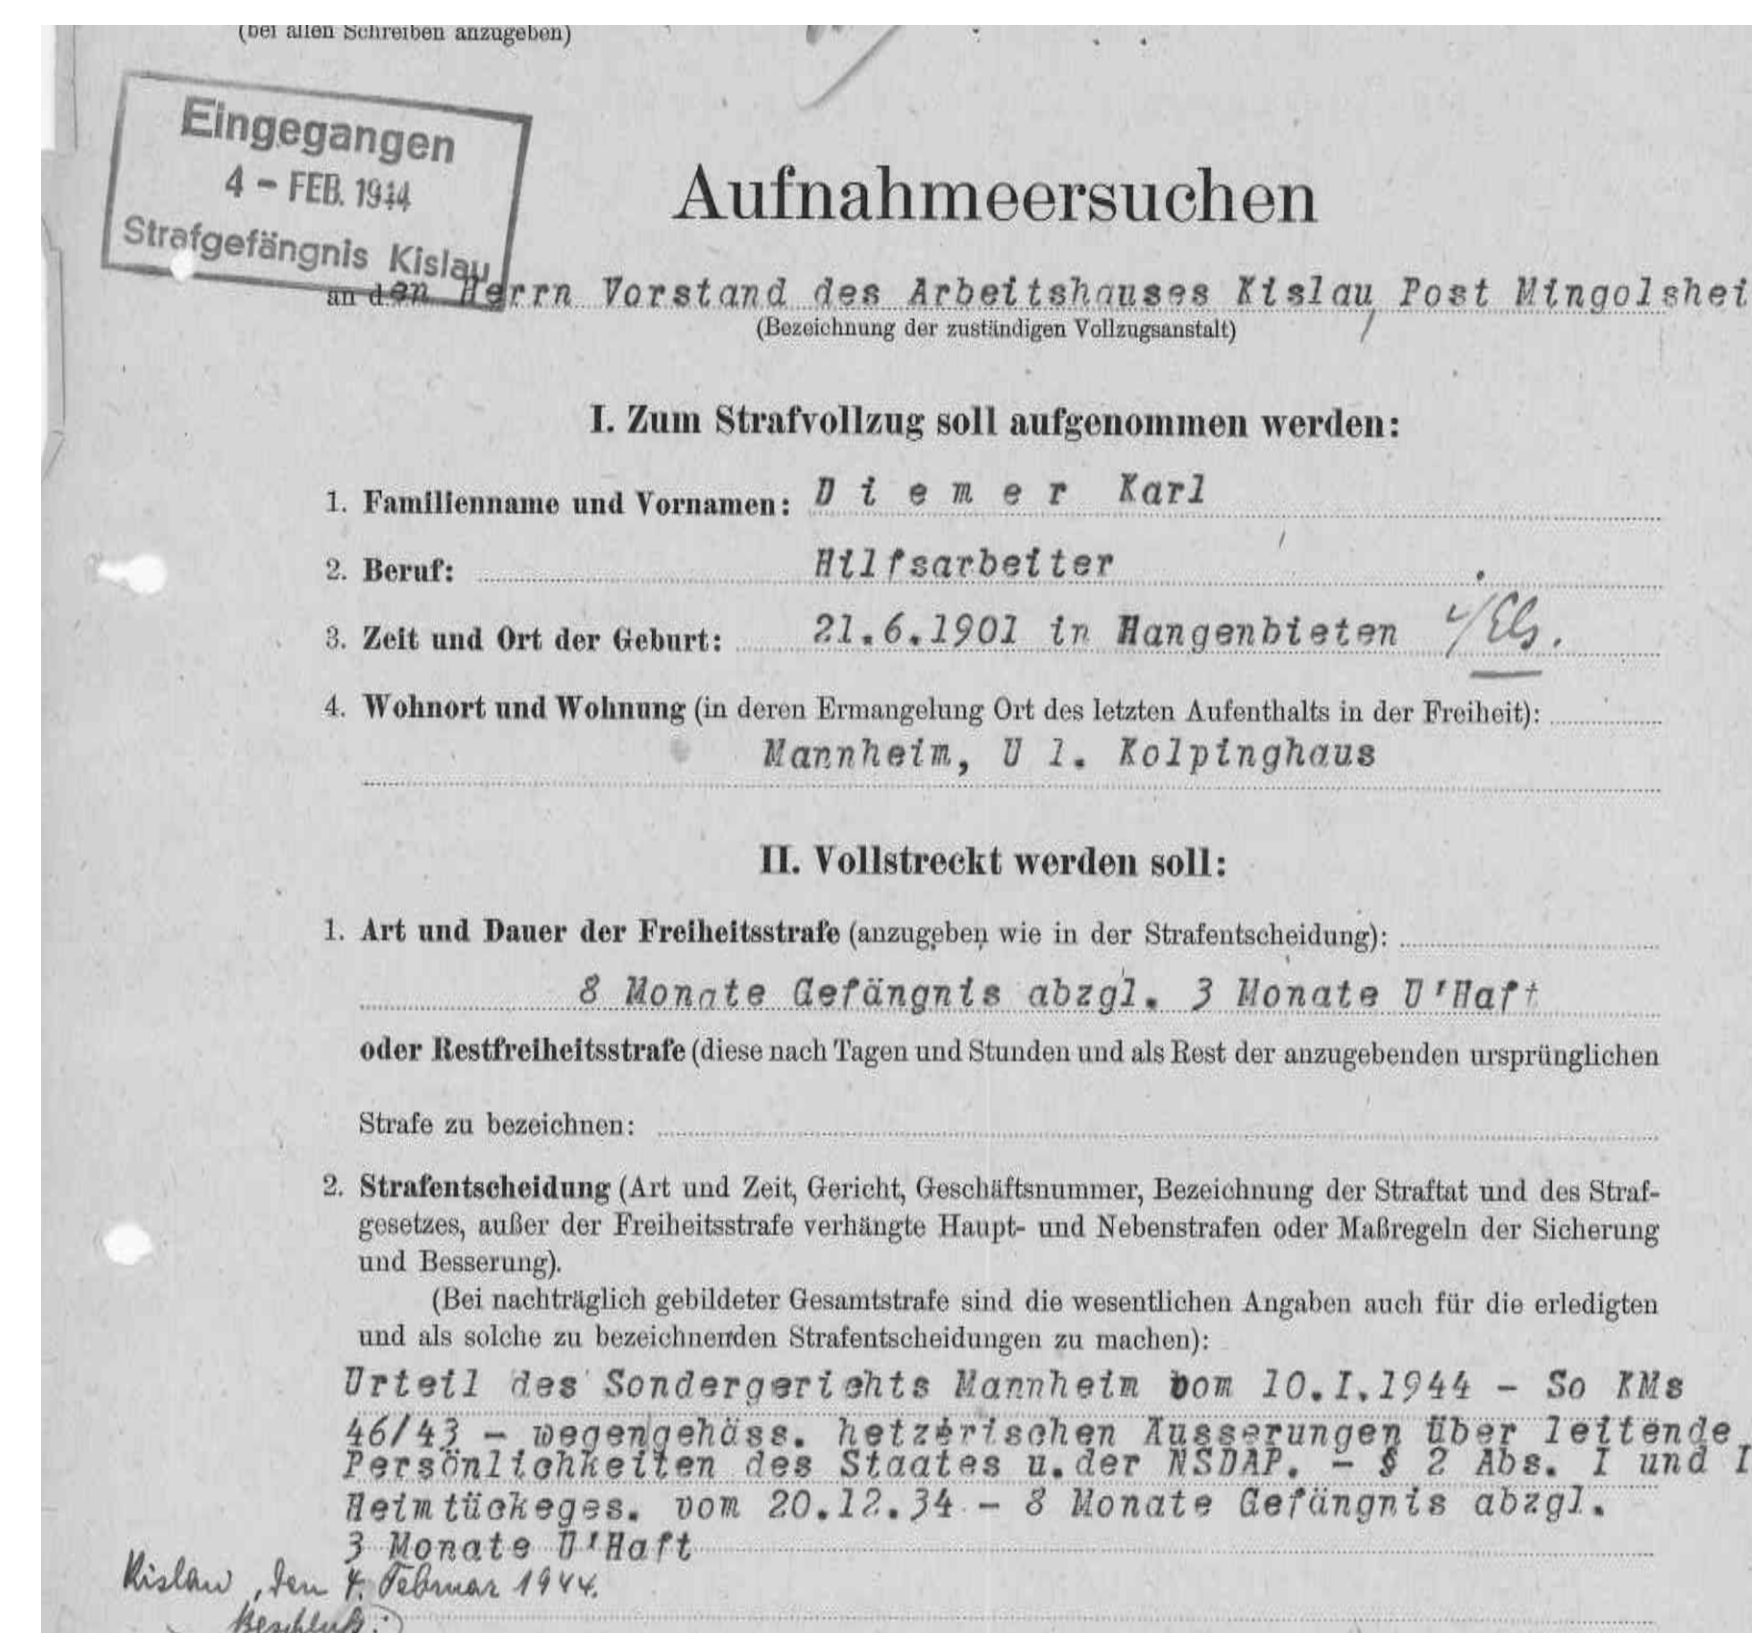 (bei allen Schreiben anzugeben)
Eingegangen
4 - FEB. 1944
Strafgefängnis Kislau
Aufnahmeersuchen
an den Herrn Vorstand des Arbeitshauses Kislau, Post Mingolshei
(Bezeichnung der zuständigen Vollzugsanstalt)
I. Zum Strafvollzug soll aufgenommen werden:
1. Familienname und Vornamen: D i e m e r Karl
2. Beruf: Hilfsarbeiter
3. Zeit und Ort der Geburt: 21.6.1901 in Hangenbieten i/Els.
4. Wohnort und Wohnung (in deren Ermangelung Ort des letzten Aufenthalts in der Freiheit):
Mannheim, U 1. Kolpinghaus
II. Vollstreckt werden soll:
1. Art und Dauer der Freiheitsstrafe (anzugeben wie in der Strafentscheidung):
8 Monate Gefängnis abzgl. 3 Monate U'Haft
oder Restfreiheitsstrafe (diese nach Tagen und Stunden und als Rest der anzugebenden ursprünglichen
Strafe zu bezeichnen:
2. Strafentscheidung (Art und Zeit, Gericht, Geschäftsnummer, Bezeichnung der Straftat und des Straf-
gesetzes, außer der Freiheitsstrafe verhängte Haupt- und Nebenstrafen oder Maßregeln der Sicherung
und Besserung).
(Bei nachträglich gebildeter Gesamtstrafe sind die wesentlichen Angaben auch für die erledigten
und als solche zu bezeichnenden Strafentscheidungen zu machen):
Urteil des Sondergerichts Mannheim vom 10.I.1944 - So KMs
46/43 - wegen gehäss. hetzerischen Äusserungen über leitende
Persönlichkeiten des Staates u. der NSDAP. - § 2 Abs. I und I
Heimtückeges. vom 20.12.34 - 8 Monate Gefängnis abzgl.
3 Monate U'Haft
Kislau, den 4. Februar 1944.
Beschluß: